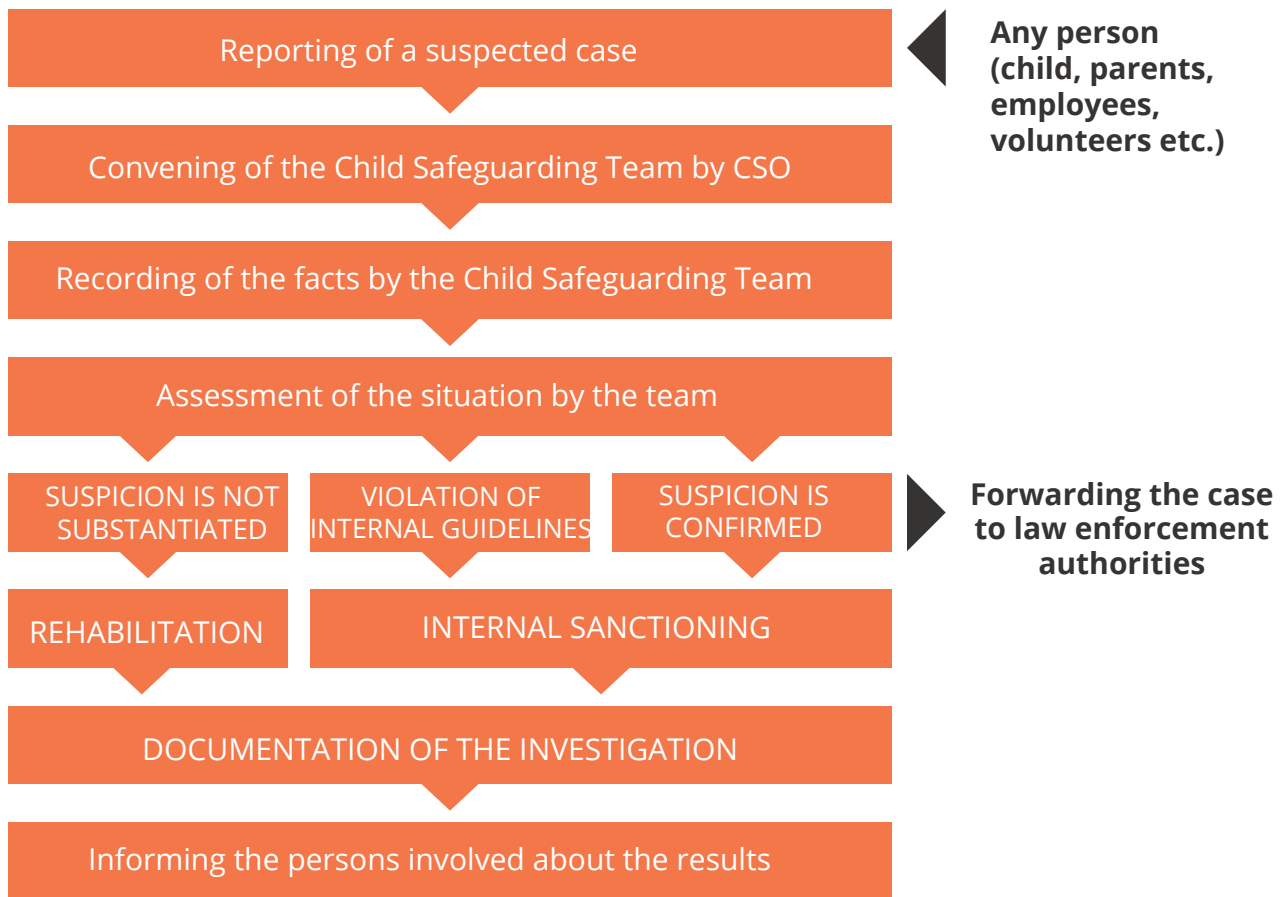 Reporting of a suspected case
Any person
(child, parents,
employees,
volunteers etc.)
Convening of the Child Safeguarding Team by CSO
Recording of the facts by the Child Safeguarding Team
Assessment of the situation by the team
SUSPICION IS NOT
SUBSTANTIATED
VIOLATION OF
INTERNAL GUIDELINES
SUSPICION IS
CONFIRMED
Forwarding the case
to law enforcement
authorities
REHABILITATION
INTERNAL SANCTIONING
DOCUMENTATION OF THE INVESTIGATION
Informing the persons involved about the results